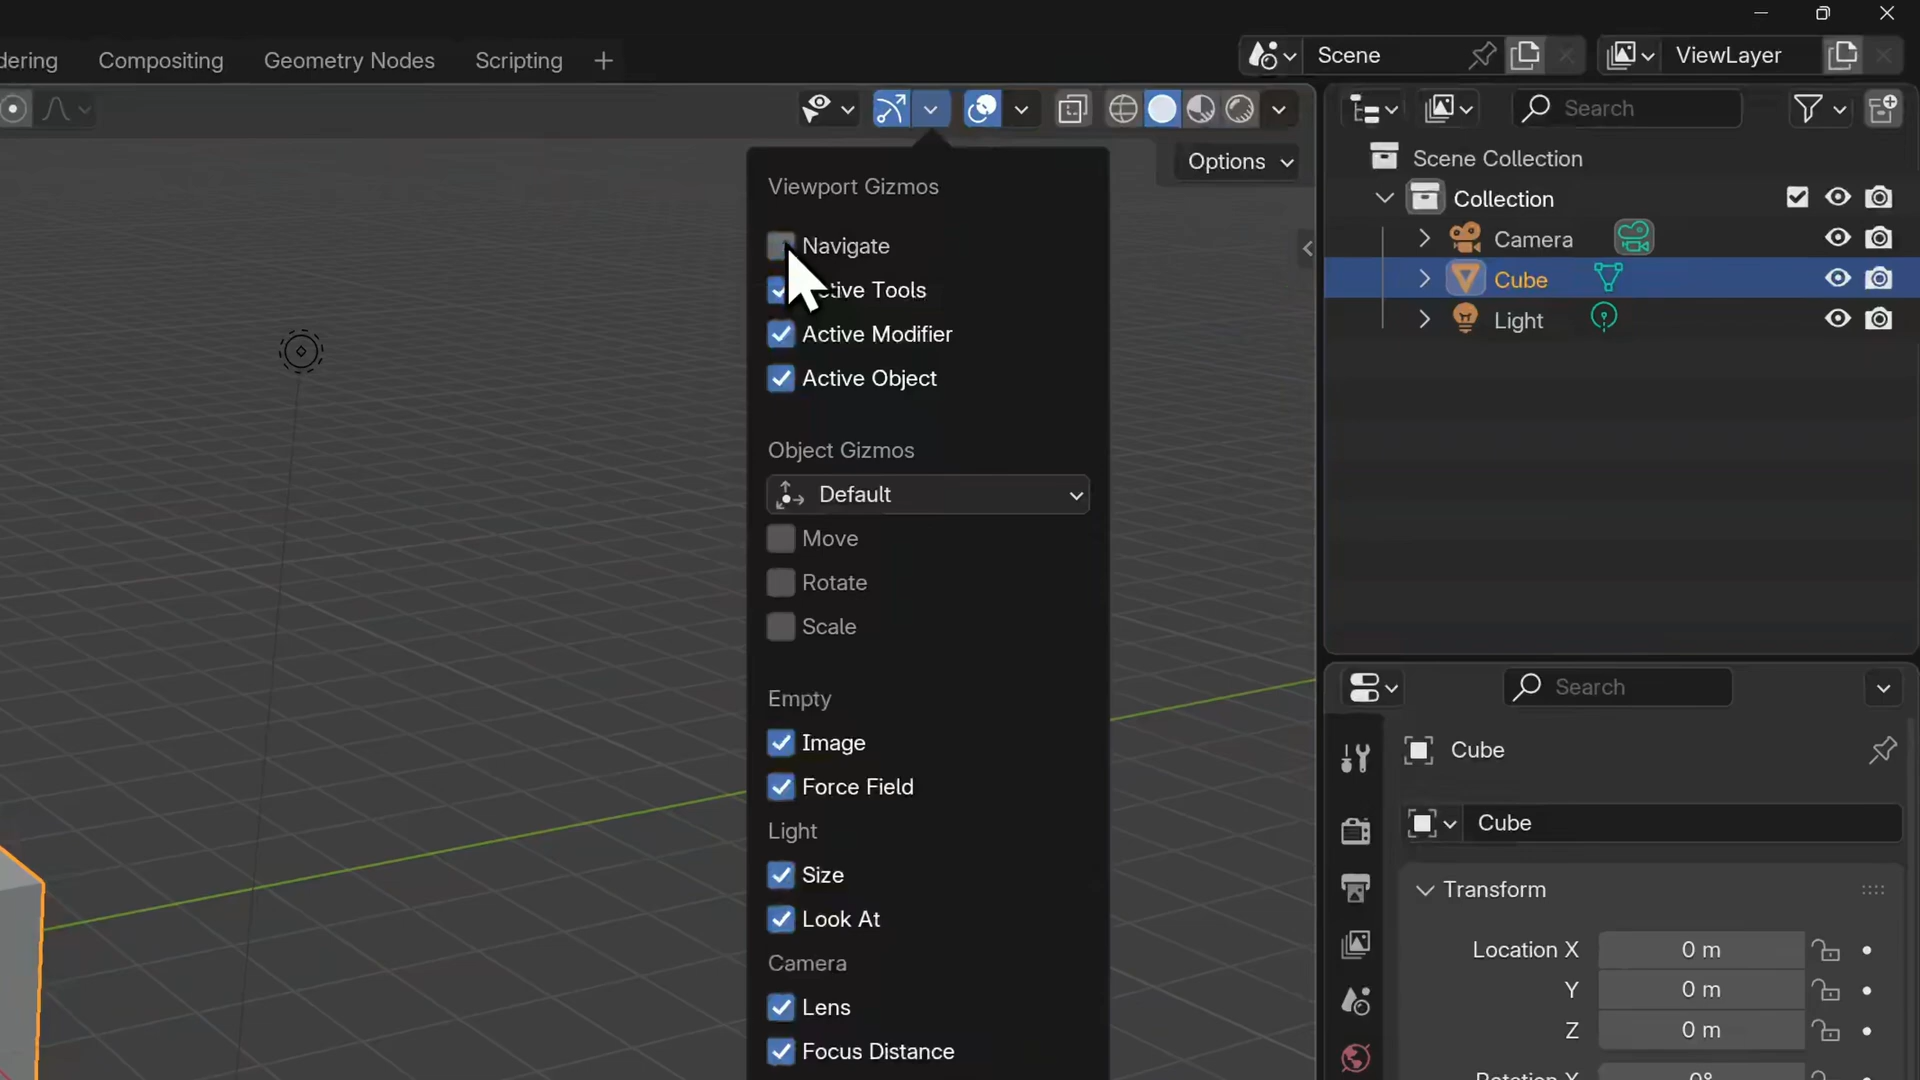 dering Compositing Geometry Nodes Scripting +
Scene
ViewLayer
Options
Viewport Gizmos
Navigate
tive Tools
Active Modifier
Active Object
Object Gizmos
Default
Move
Rotate
Scale
Empty
Image
Force Field
Light
Size
Look At
Camera
Lens
Focus Distance
Search
Scene Collection
Collection
Camera
Cube
Light
Search
Cube
Cube
Transform
Location X 0 m
Y 0 m
Z 0 m
Rotation X 0°